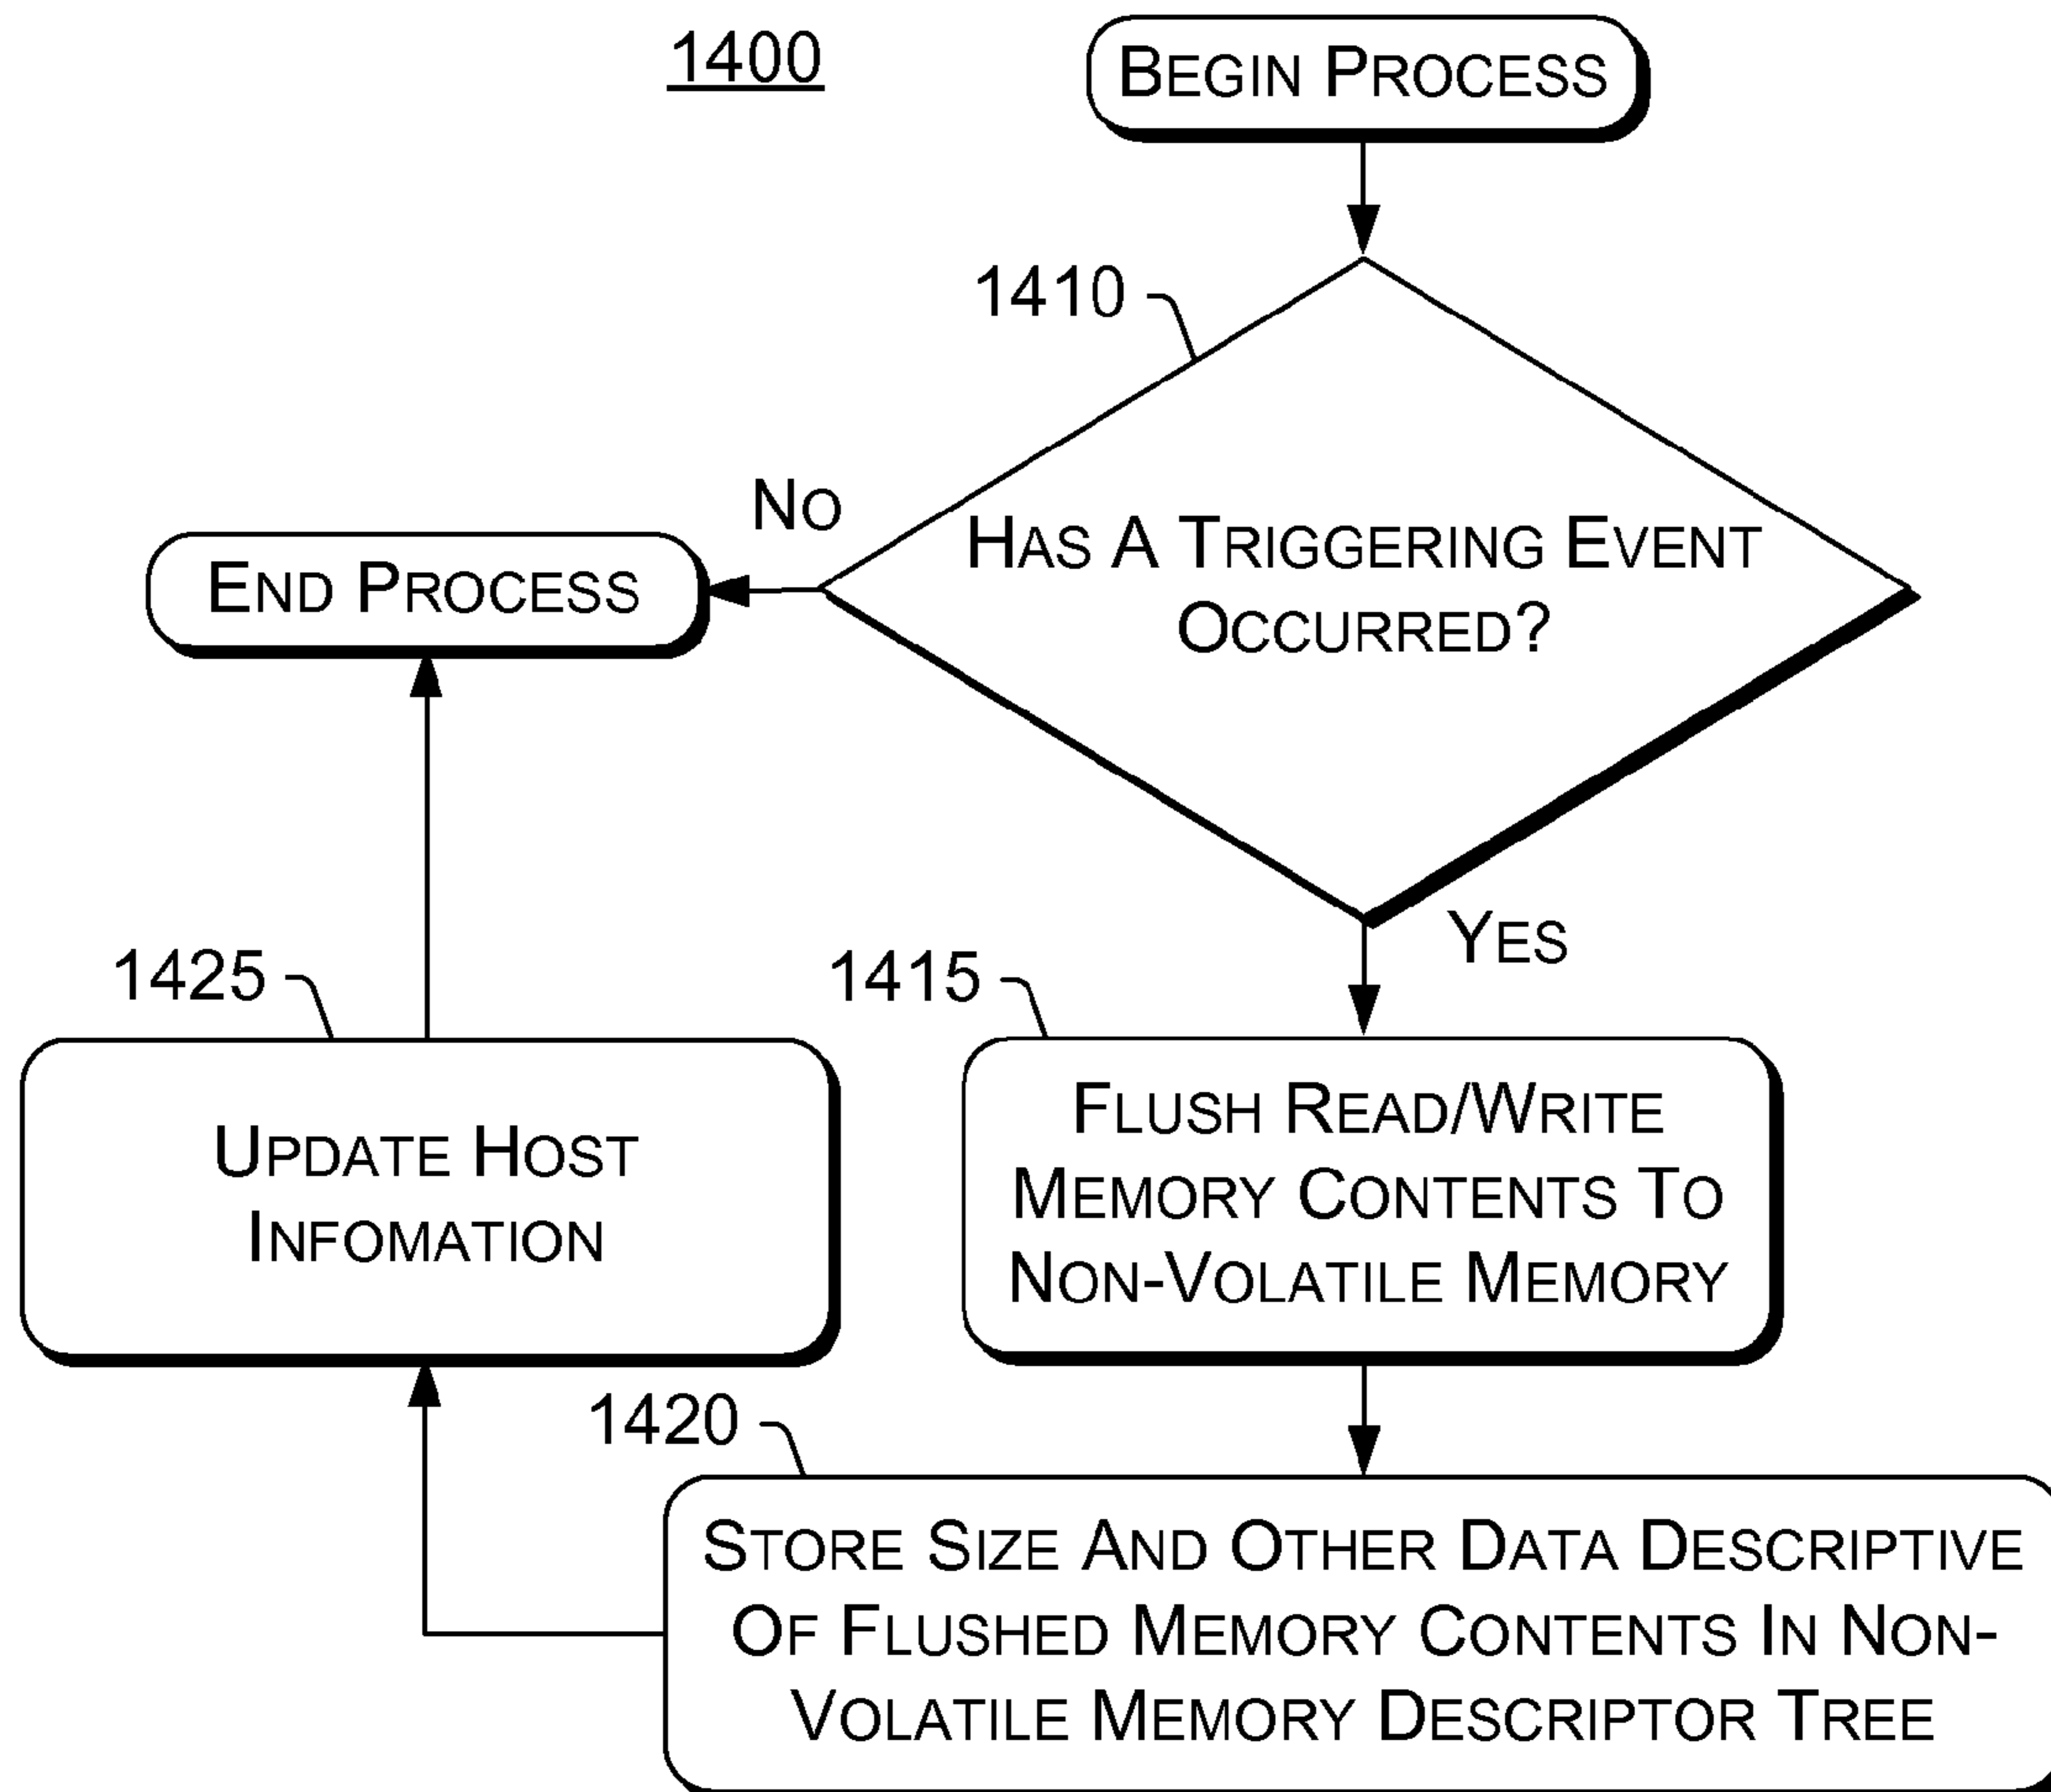 1400
BEGIN PROCESS
1410
HAS A TRIGGERING EVENT
OCCURRED?
NO
END PROCESS
YES
1415
FLUSH READ/WRITE
MEMORY CONTENTS TO
NON-VOLATILE MEMORY
1425
UPDATE HOST
INFOMATION
1420
STORE SIZE AND OTHER DATA DESCRIPTIVE
OF FLUSHED MEMORY CONTENTS IN NON-
VOLATILE MEMORY DESCRIPTOR TREE